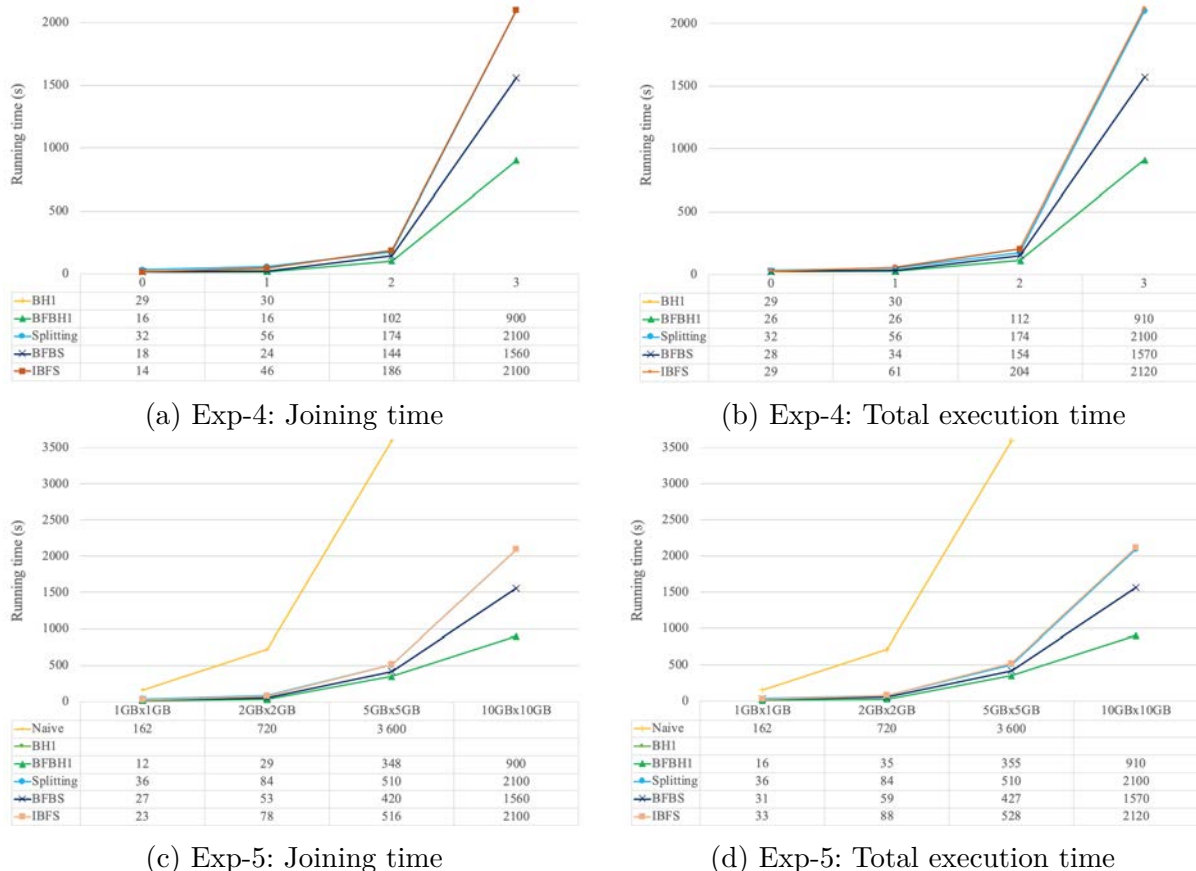 2000
1500
1000
500
0
Running time (s)
0 1 2 3
BH1 29 30
BFBH1 16 16 102 900
Splitting 32 56 174 2100
BFBS 18 24 144 1560
IBFS 14 46 186 2100
(a) Exp-4: Joining time
2000
1500
1000
500
0
Running time (s)
0 1 2 3
BH1 29 30
BFBH1 26 26 112 910
Splitting 32 56 174 2100
BFBS 28 34 154 1570
IBFS 29 61 204 2120
(b) Exp-4: Total execution time
3500
3000
2500
2000
1500
1000
500
0
Running time (s)
1GBx1GB 2GBx2GB 5GBx5GB 10GBx10GB
Naive 162 720 3 600
BH1
BFBH1 12 29 348 900
Splitting 36 84 510 2100
BFBS 27 53 420 1560
IBFS 23 78 516 2100
(c) Exp-5: Joining time
3500
3000
2500
2000
1500
1000
500
0
Running time (s)
1GBx1GB 2GBx2GB 5GBx5GB 10GBx10GB
Naive 162 720 3 600
BH1
BFBH1 16 35 355 910
Splitting 36 84 510 2100
BFBS 31 59 427 1570
IBFS 33 88 528 2120
(d) Exp-5: Total execution time